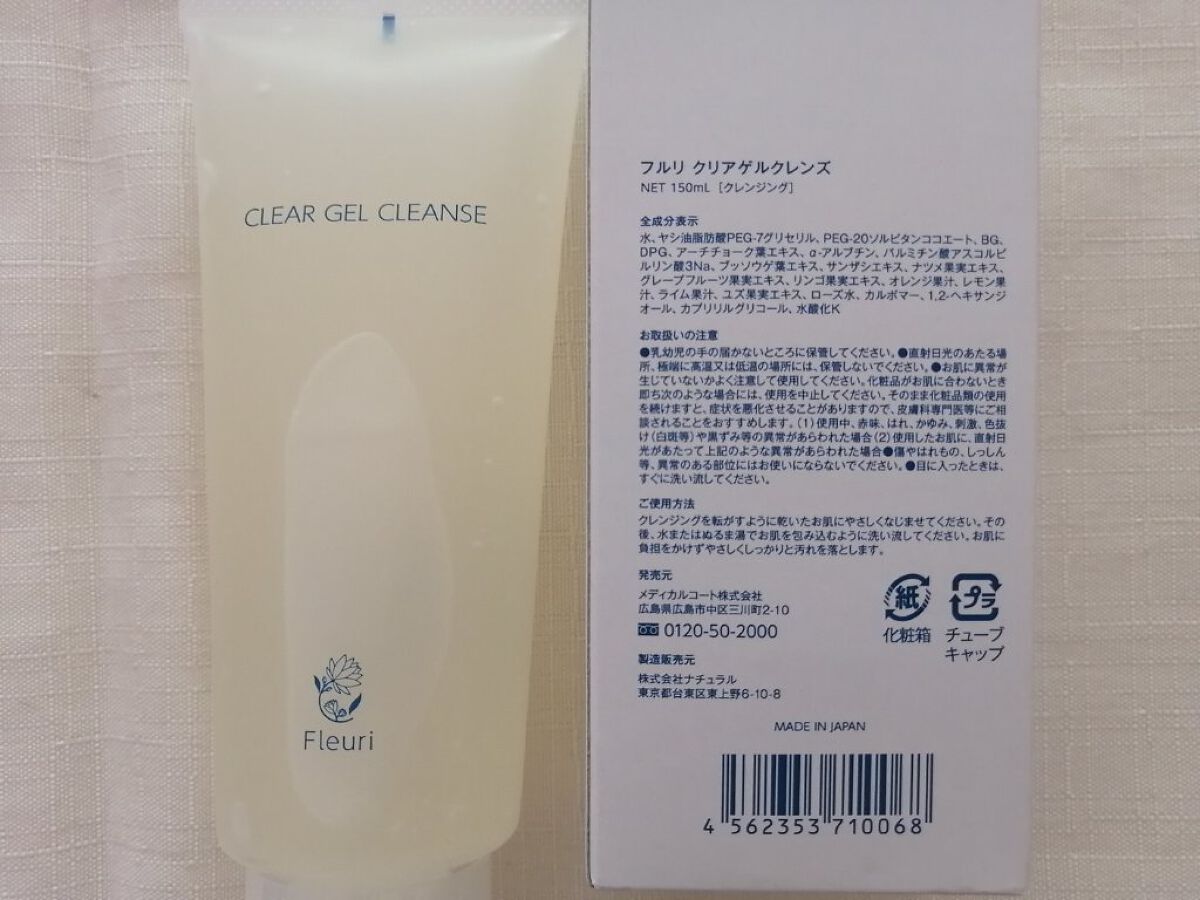 CLEAR GEL CLEANSE
Fleuri
フルリ クリアゲルクレンズ
NET 150mL [クレンジング]
全成分表示
水、ヤシ油脂肪酸PEG-7グリセリル、PEG-20ソルビタンココエート、BG、
DPG、アーチチョーク葉エキス、α-アルブチン、パルミチン酸アスコルビ
ルリン酸3Na、ブッソウゲ葉エキス、サンザシエキス、ナツメ果実エキス、
グレープフルーツ果実エキス、リンゴ果実エキス、オレンジ果汁、レモン果
汁、ライム果汁、ユズ果実エキス、ローズ水、カルボマー、1,2-ヘキサンジ
オール、カプリリルグリコール、水酸化K
お取扱いの注意
●乳幼児の手の届かないところに保管してください。●直射日光のあたる場
所、極端に高温又は低温の場所には、保管しないでください。●お肌に異常が
生じていないかよく注意して使用してください。化粧品がお肌に合わないとき
即ち次のような場合には、使用を中止してください。そのまま化粧品類の使用
を続けますと、症状を悪化させることがありますので、皮膚科専門医等にご相
談されることをおすすめします。(1)使用中、赤味、はれ、かゆみ、刺激、色抜
け(白斑等)や黒ずみ等の異常があらわれた場合(2)使用したお肌に、直射日
光があたって上記のような異常があらわれた場合●傷やはれもの、しっしん
等、異常のある部位にはお使いにならないでください。●目に入ったときは、
すぐに洗い流してください。
ご使用方法
クレンジングを転がすように乾いたお肌にやさしくなじませてください。その
後、水またはぬるま湯でお肌を包み込むように洗い流してください。お肌に
負担をかけずやさしくしっかりと汚れを落とします。
発売元
メディカルコート株式会社
広島県広島市中区三川町2-10
0120-50-2000
紙
化粧箱
プラ
チューブ
キャップ
製造販売元
株式会社ナチュラル
東京都台東区東上野6-10-8
MADE IN JAPAN
4 562353 710068